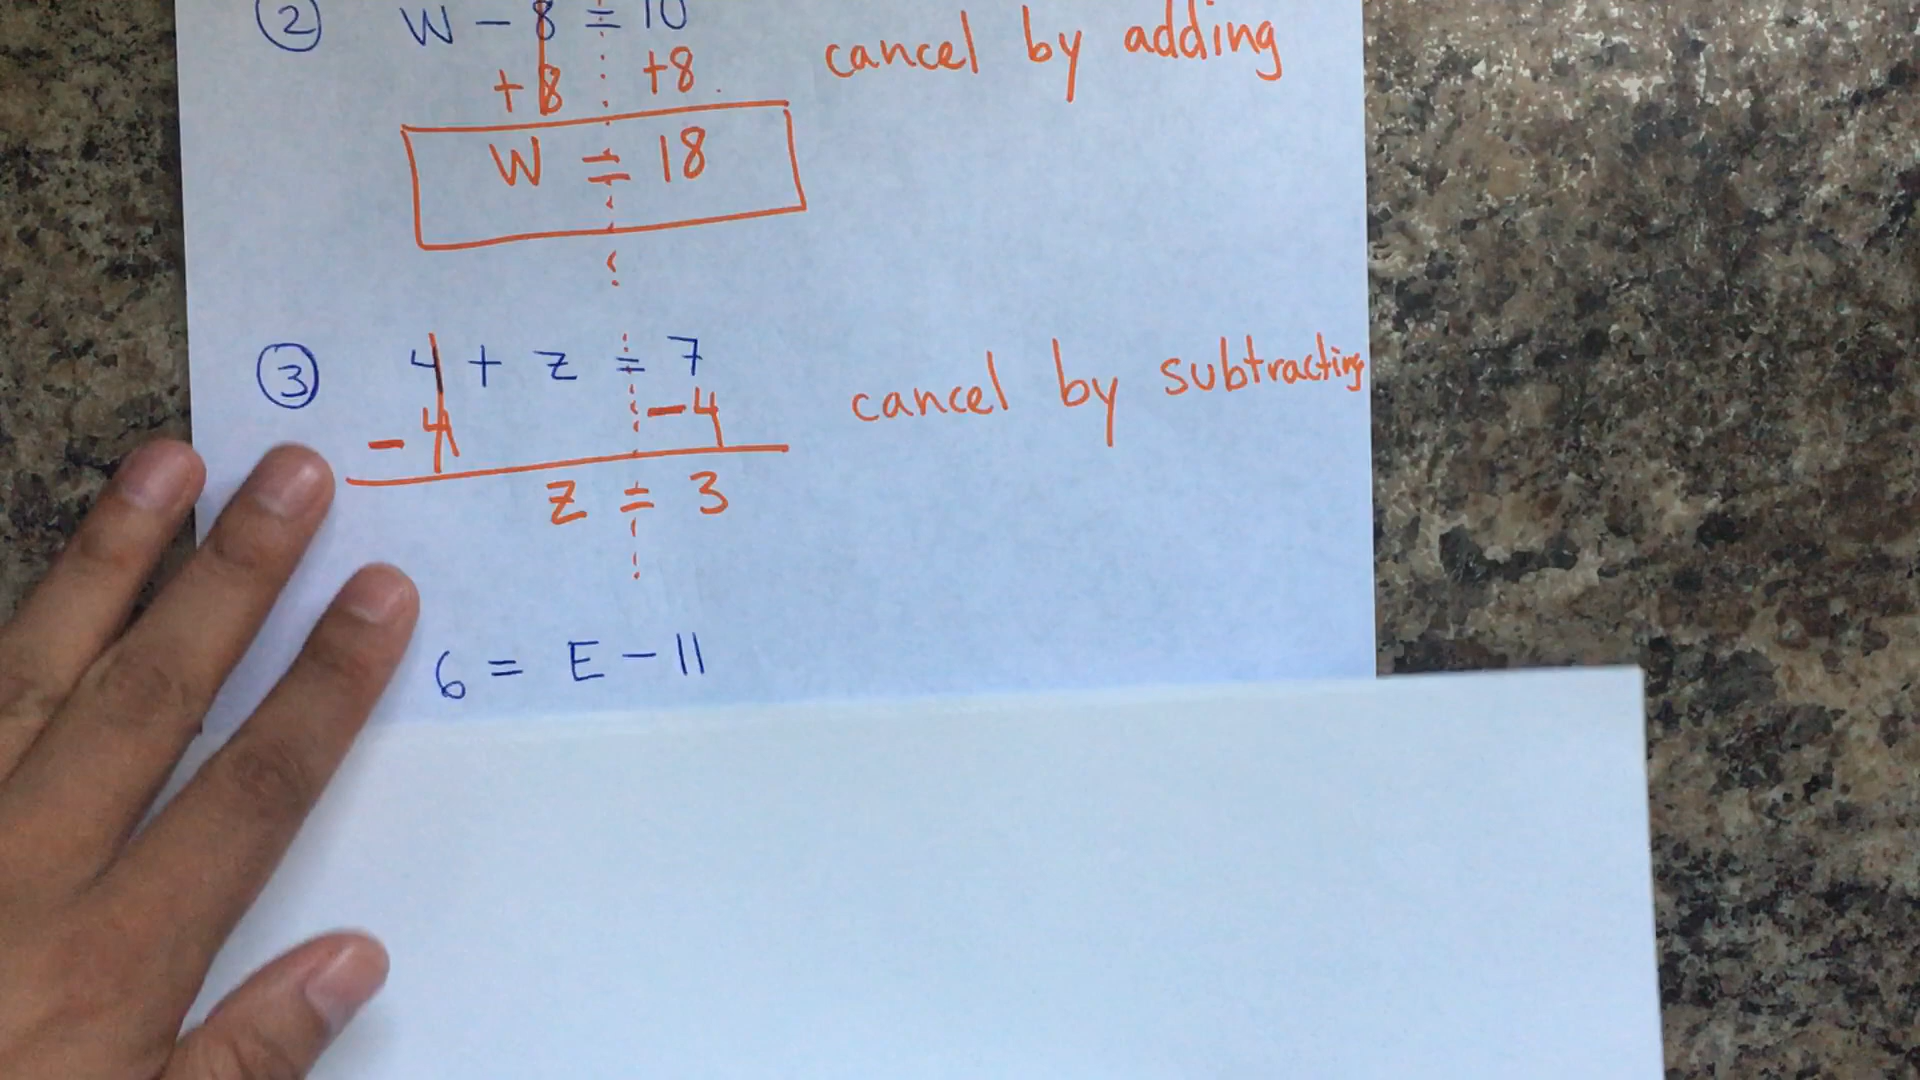 ② W - 8 = 10
+8 +8
cancel by adding
W = 18
③ 4 + z = 7
-4 -4
cancel by subtracting
z = 3
6 = E - 11